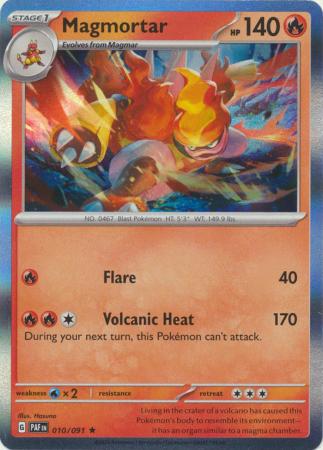 STAGE 1 Magmortar HP 140
Evolves from Magmar
NO. 0467 Blast Pokémon HT. 5'3" WT. 149.9 lbs
Flare 40
Volcanic Heat 170
During your next turn, this Pokémon can't attack.
weakness ×2 resistance retreat
Illus. Hasuno
G PAF EN 010/091 ★
Living in the crater of a volcano has caused this
Pokémon's body to resemble its environment—
it has an organ similar to a magma chamber.